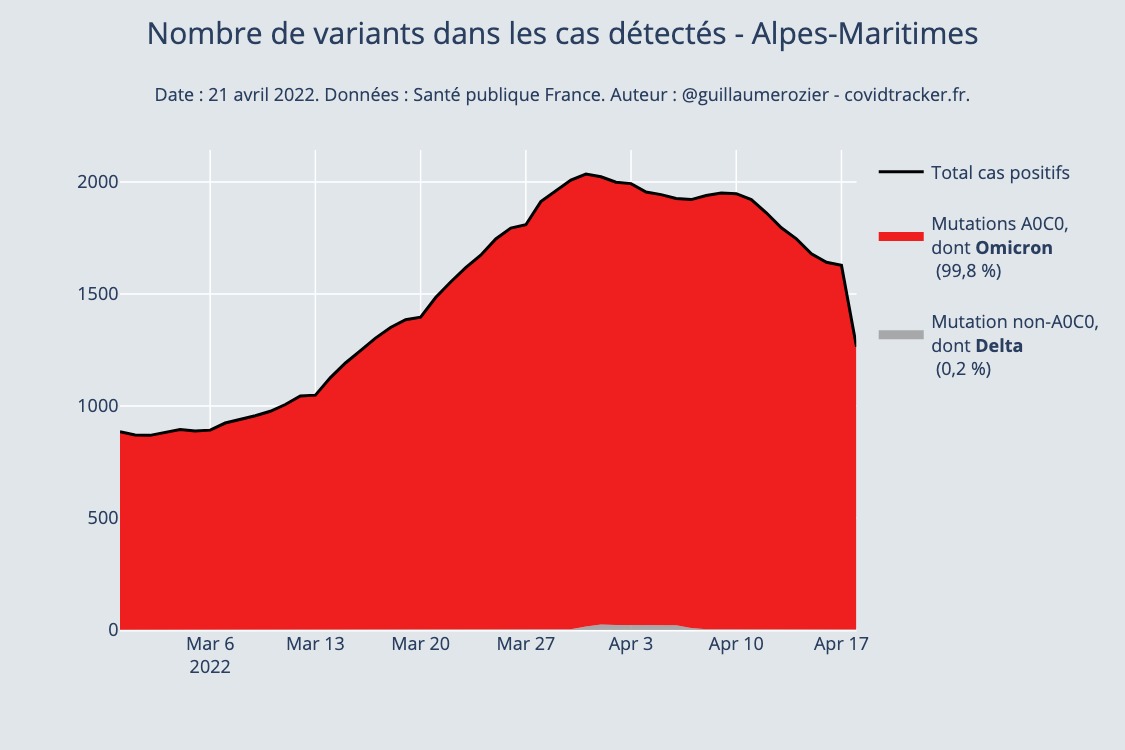 Nombre de variants dans les cas détectés - Alpes-Maritimes
Date : 21 avril 2022. Données : Santé publique France. Auteur : @guillaumerozier - covidtracker.fr.
2000
1500
1000
500
0
Mar 6
2022
Mar 13
Mar 20
Mar 27
Apr 3
Apr 10
Apr 17
Total cas positifs
Mutations A0C0,
dont Omicron
(99,8 %)
Mutation non-A0C0,
dont Delta
(0,2 %)